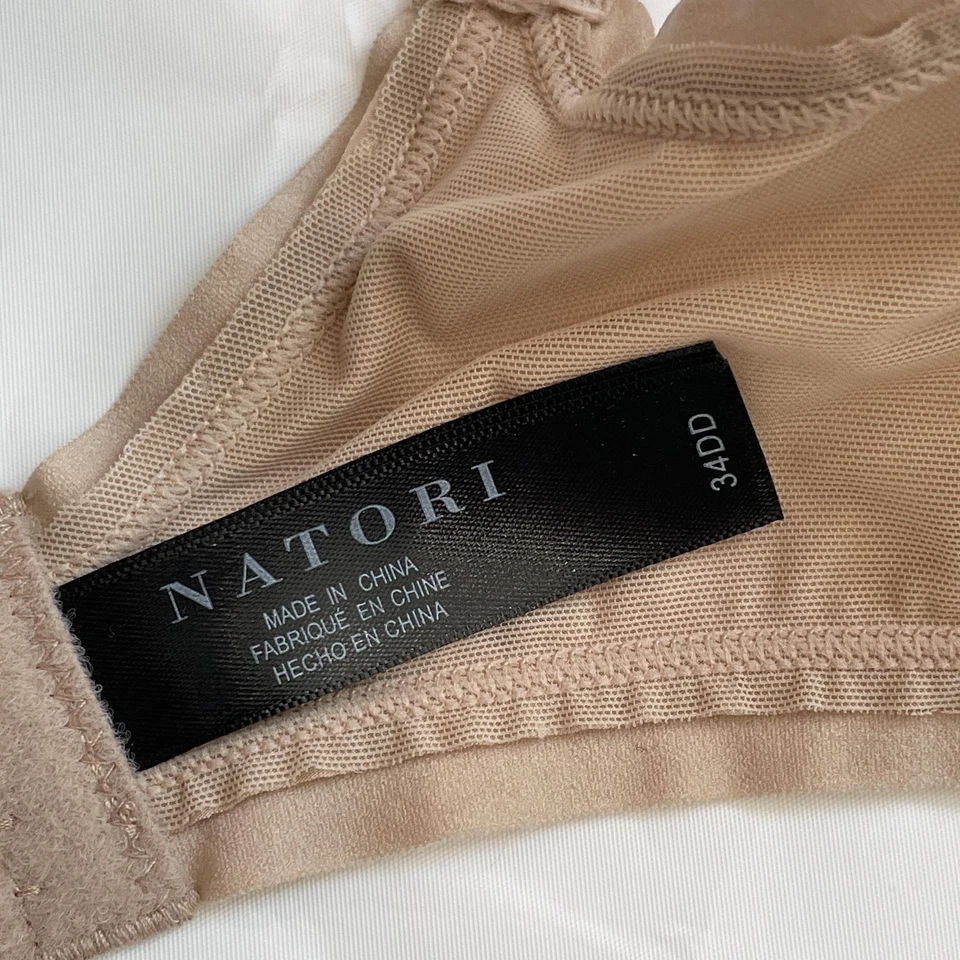 NATORI
MADE IN CHINA
FABRIQUÉ EN CHINE
HECHO EN CHINA
34DD